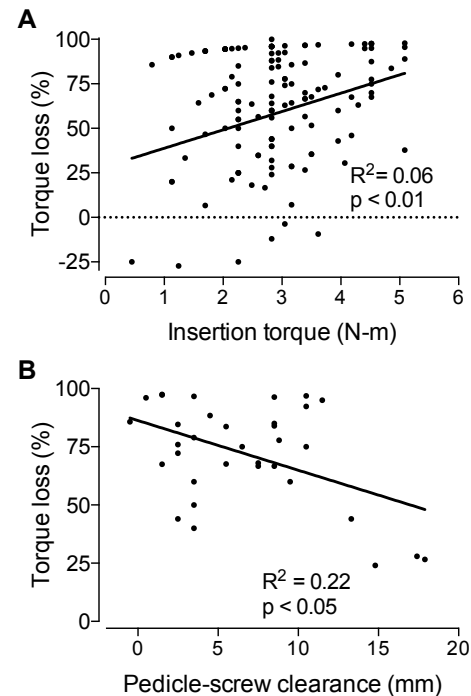 A
100
75
50
25
0
-25
Torque loss (%)
R2= 0.06
p < 0.01
0 1 2 3 4 5 6
Insertion torque (N-m)
B
100
75
50
25
0
Torque loss (%)
R2 = 0.22
p < 0.05
0 5 10 15 20
Pedicle-screw clearance (mm)